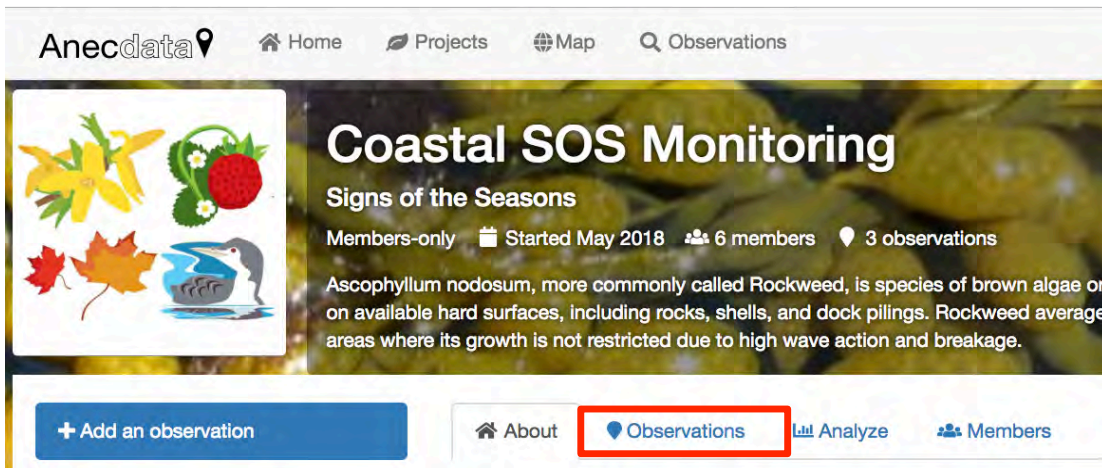 Anecdata Home Projects Map Observations
Coastal SOS Monitoring
Signs of the Seasons
Members-only Started May 2018 6 members 3 observations
Ascophyllum nodosum, more commonly called Rockweed, is species of brown algae or
on available hard surfaces, including rocks, shells, and dock pilings. Rockweed average
areas where its growth is not restricted due to high wave action and breakage.
+ Add an observation About Observations Analyze Members